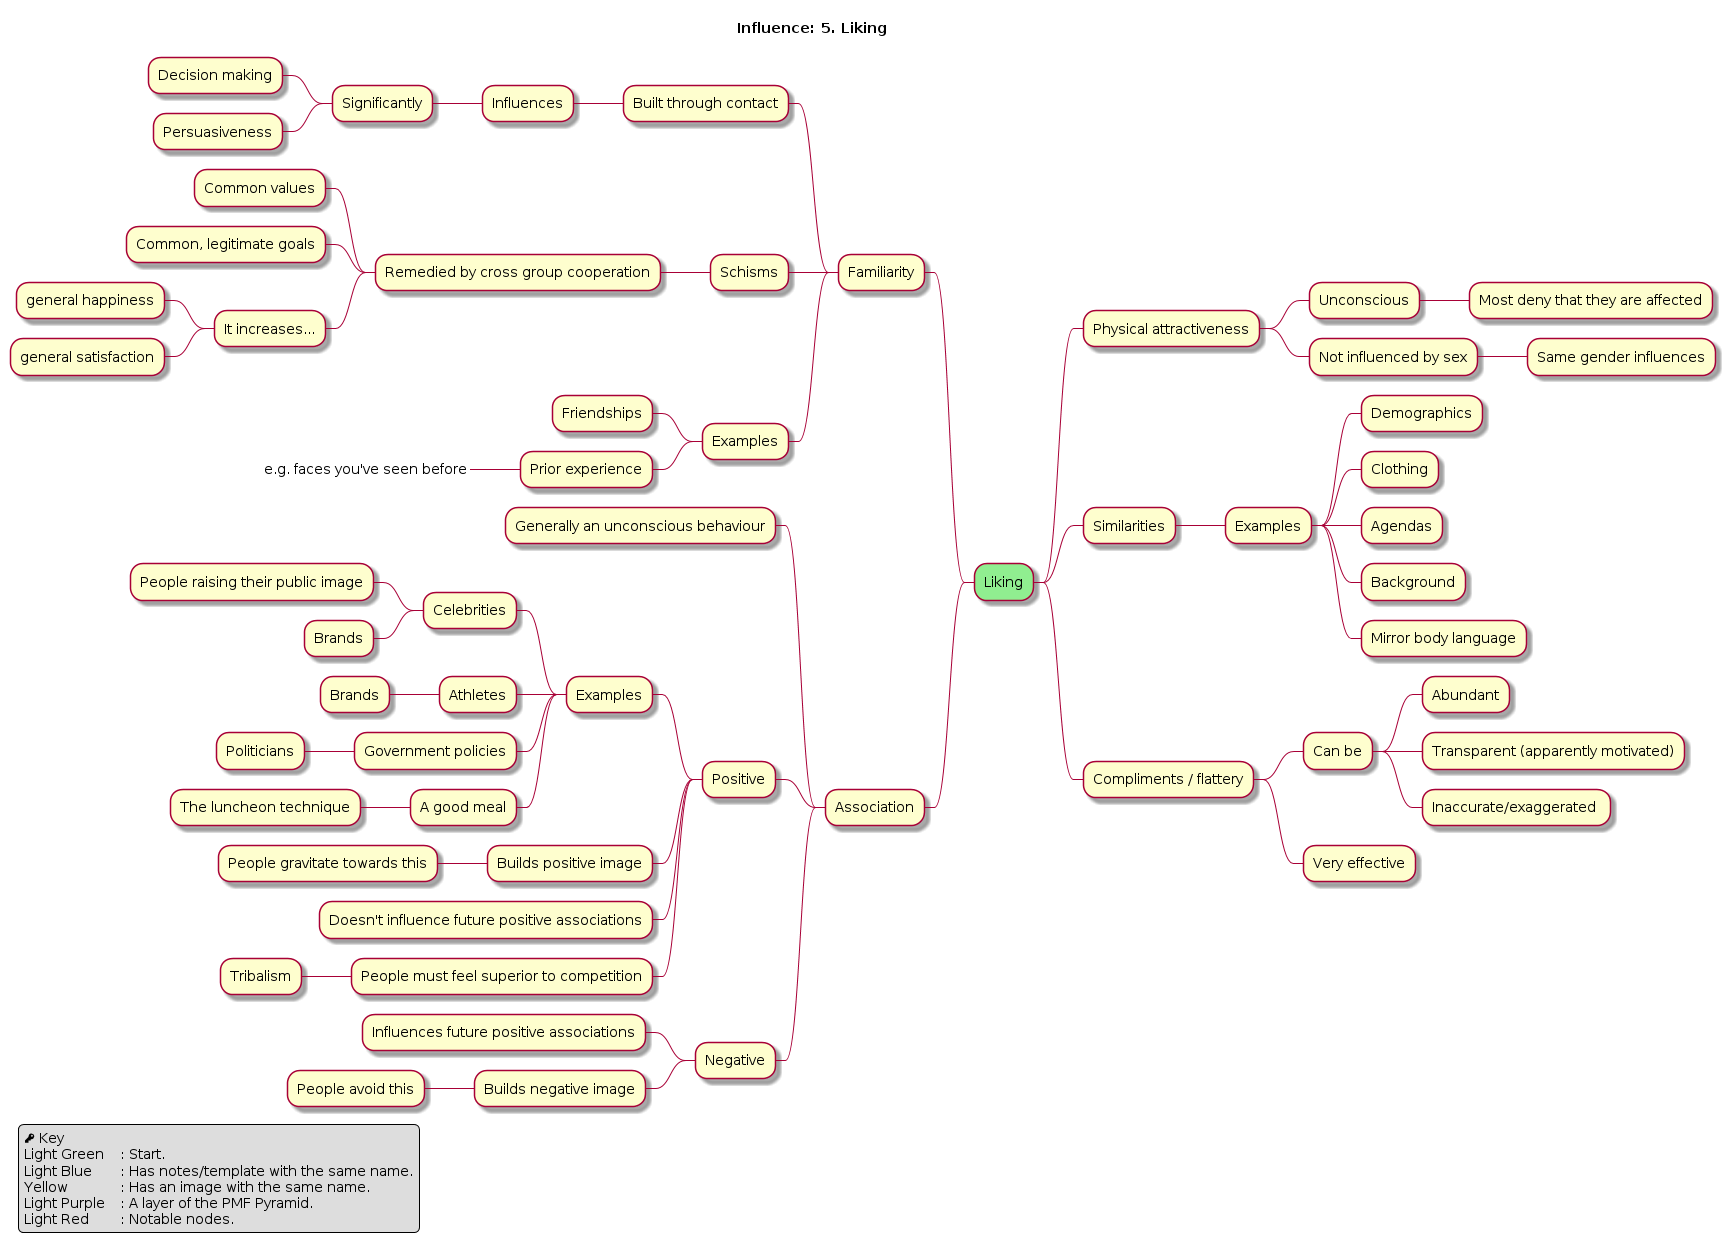 Influence: 5. Liking
Decision making
Persuasiveness
Significantly
Influences
Built through contact
Common values
Common, legitimate goals
general happiness
general satisfaction
It increases...
Remedied by cross group cooperation
Schisms
Familiarity
Friendships
e.g. faces you've seen before
Prior experience
Examples
Generally an unconscious behaviour
People raising their public image
Brands
Celebrities
Brands
Athletes
Examples
Politicians
Government policies
The luncheon technique
A good meal
Positive
Association
People gravitate towards this
Builds positive image
Doesn't influence future positive associations
Tribalism
People must feel superior to competition
Influences future positive associations
People avoid this
Builds negative image
Negative
Liking
Physical attractiveness
Unconscious
Most deny that they are affected
Not influenced by sex
Same gender influences
Similarities
Examples
Demographics
Clothing
Agendas
Background
Mirror body language
Compliments / flattery
Can be
Abundant
Transparent (apparently motivated)
Inaccurate/exaggerated
Very effective
Key
Light Green : Start.
Light Blue : Has notes/template with the same name.
Yellow : Has an image with the same name.
Light Purple : A layer of the PMF Pyramid.
Light Red : Notable nodes.